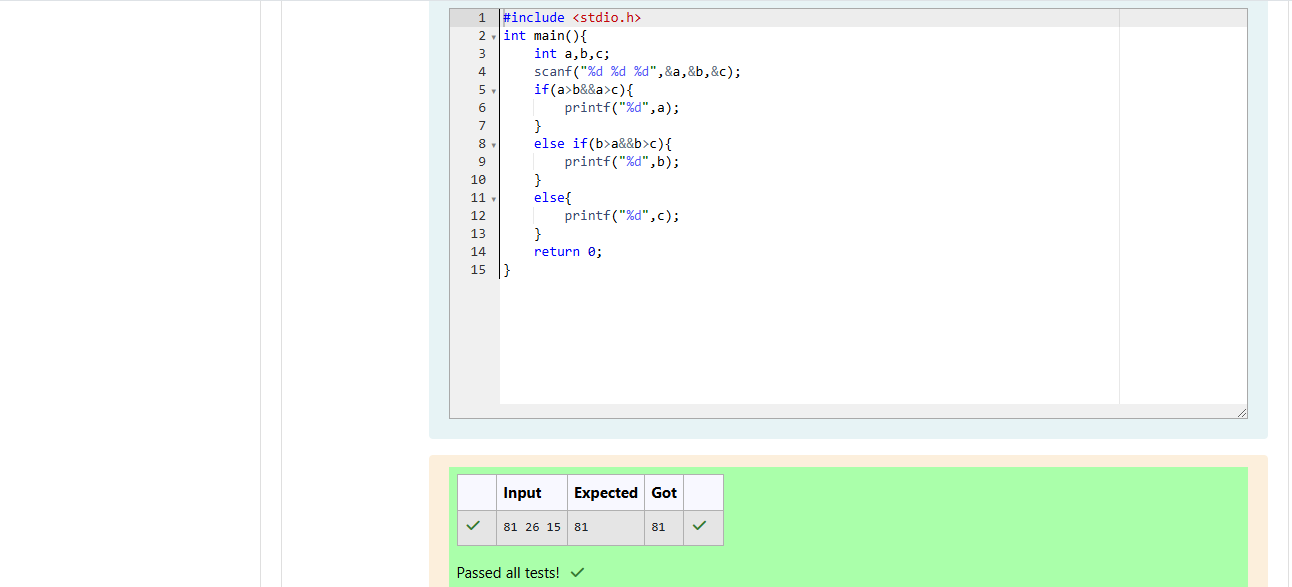 1 #include <stdio.h>
2 int main(){
3     int a,b,c;
4     scanf("%d %d %d",&a,&b,&c);
5     if(a>b&&a>c){
6         printf("%d",a);
7     }
8     else if(b>a&&b>c){
9         printf("%d",b);
10     }
11     else{
12         printf("%d",c);
13     }
14     return 0;
15 }
Input Expected Got
81 26 15 81 81
Passed all tests!